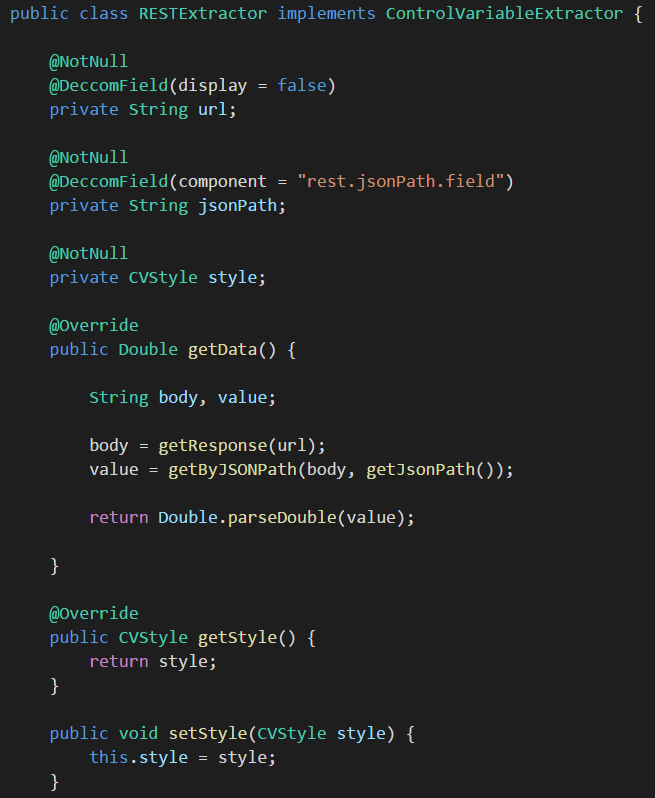 public class RESTExtractor implements ControlVariableExtractor {
@NotNull
@DeccomField(display = false)
private String url;
@NotNull
@DeccomField(component = "rest.jsonPath.field")
private String jsonPath;
@NotNull
private CVStyle style;
@Override
public Double getData() {
String body, value;
body = getResponse(url);
value = getByJSONPath(body, getJsonPath());
return Double.parseDouble(value);
}
@Override
public CVStyle getStyle() {
return style;
}
public void setStyle(CVStyle style) {
this.style = style;
}